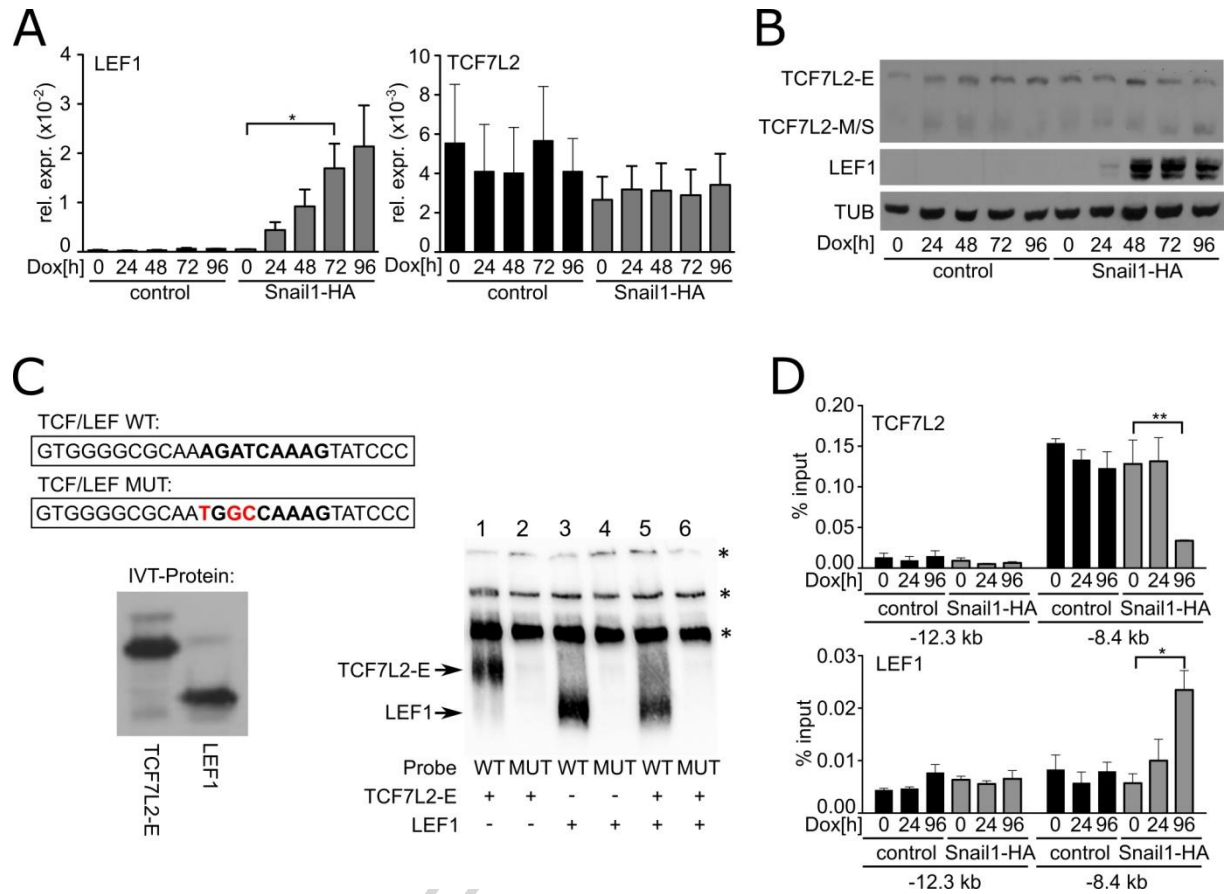 A
LEF1
rel. expr. (x10-2)
4
3
2
1
0
*
Dox[h] 0 24 48 72 96 0 24 48 72 96
control Snail1-HA
TCF7L2
rel. expr. (x10-3)
10
8
6
4
2
0
Dox[h] 0 24 48 72 96 0 24 48 72 96
control Snail1-HA
B
TCF7L2-E
TCF7L2-M/S
LEF1
TUB
Dox[h] 0 24 48 72 96 0 24 48 72 96
control Snail1-HA
C
TCF/LEF WT:
GTGGGGCGCAAAGATCAAAGTATCCC
TCF/LEF MUT:
GTGGGGCGCAATGGCCAAAGTATCCC
IVT-Protein:
TCF7L2-E
LEF1
1 2 3 4 5 6
*
*
*
TCF7L2-E
LEF1
Probe WT MUT WT MUT WT MUT
TCF7L2-E + + - - + +
LEF1 - - + + + +
D
TCF7L2
% input
0.20
0.15
0.10
0.05
0.00
**
Dox[h] 0 24 96 0 24 96 0 24 96 0 24 96
control Snail1-HA control Snail1-HA
-12.3 kb -8.4 kb
LEF1
% input
0.03
0.02
0.01
0.00
*
Dox[h] 0 24 96 0 24 96 0 24 96 0 24 96
control Snail1-HA control Snail1-HA
-12.3 kb -8.4 kb